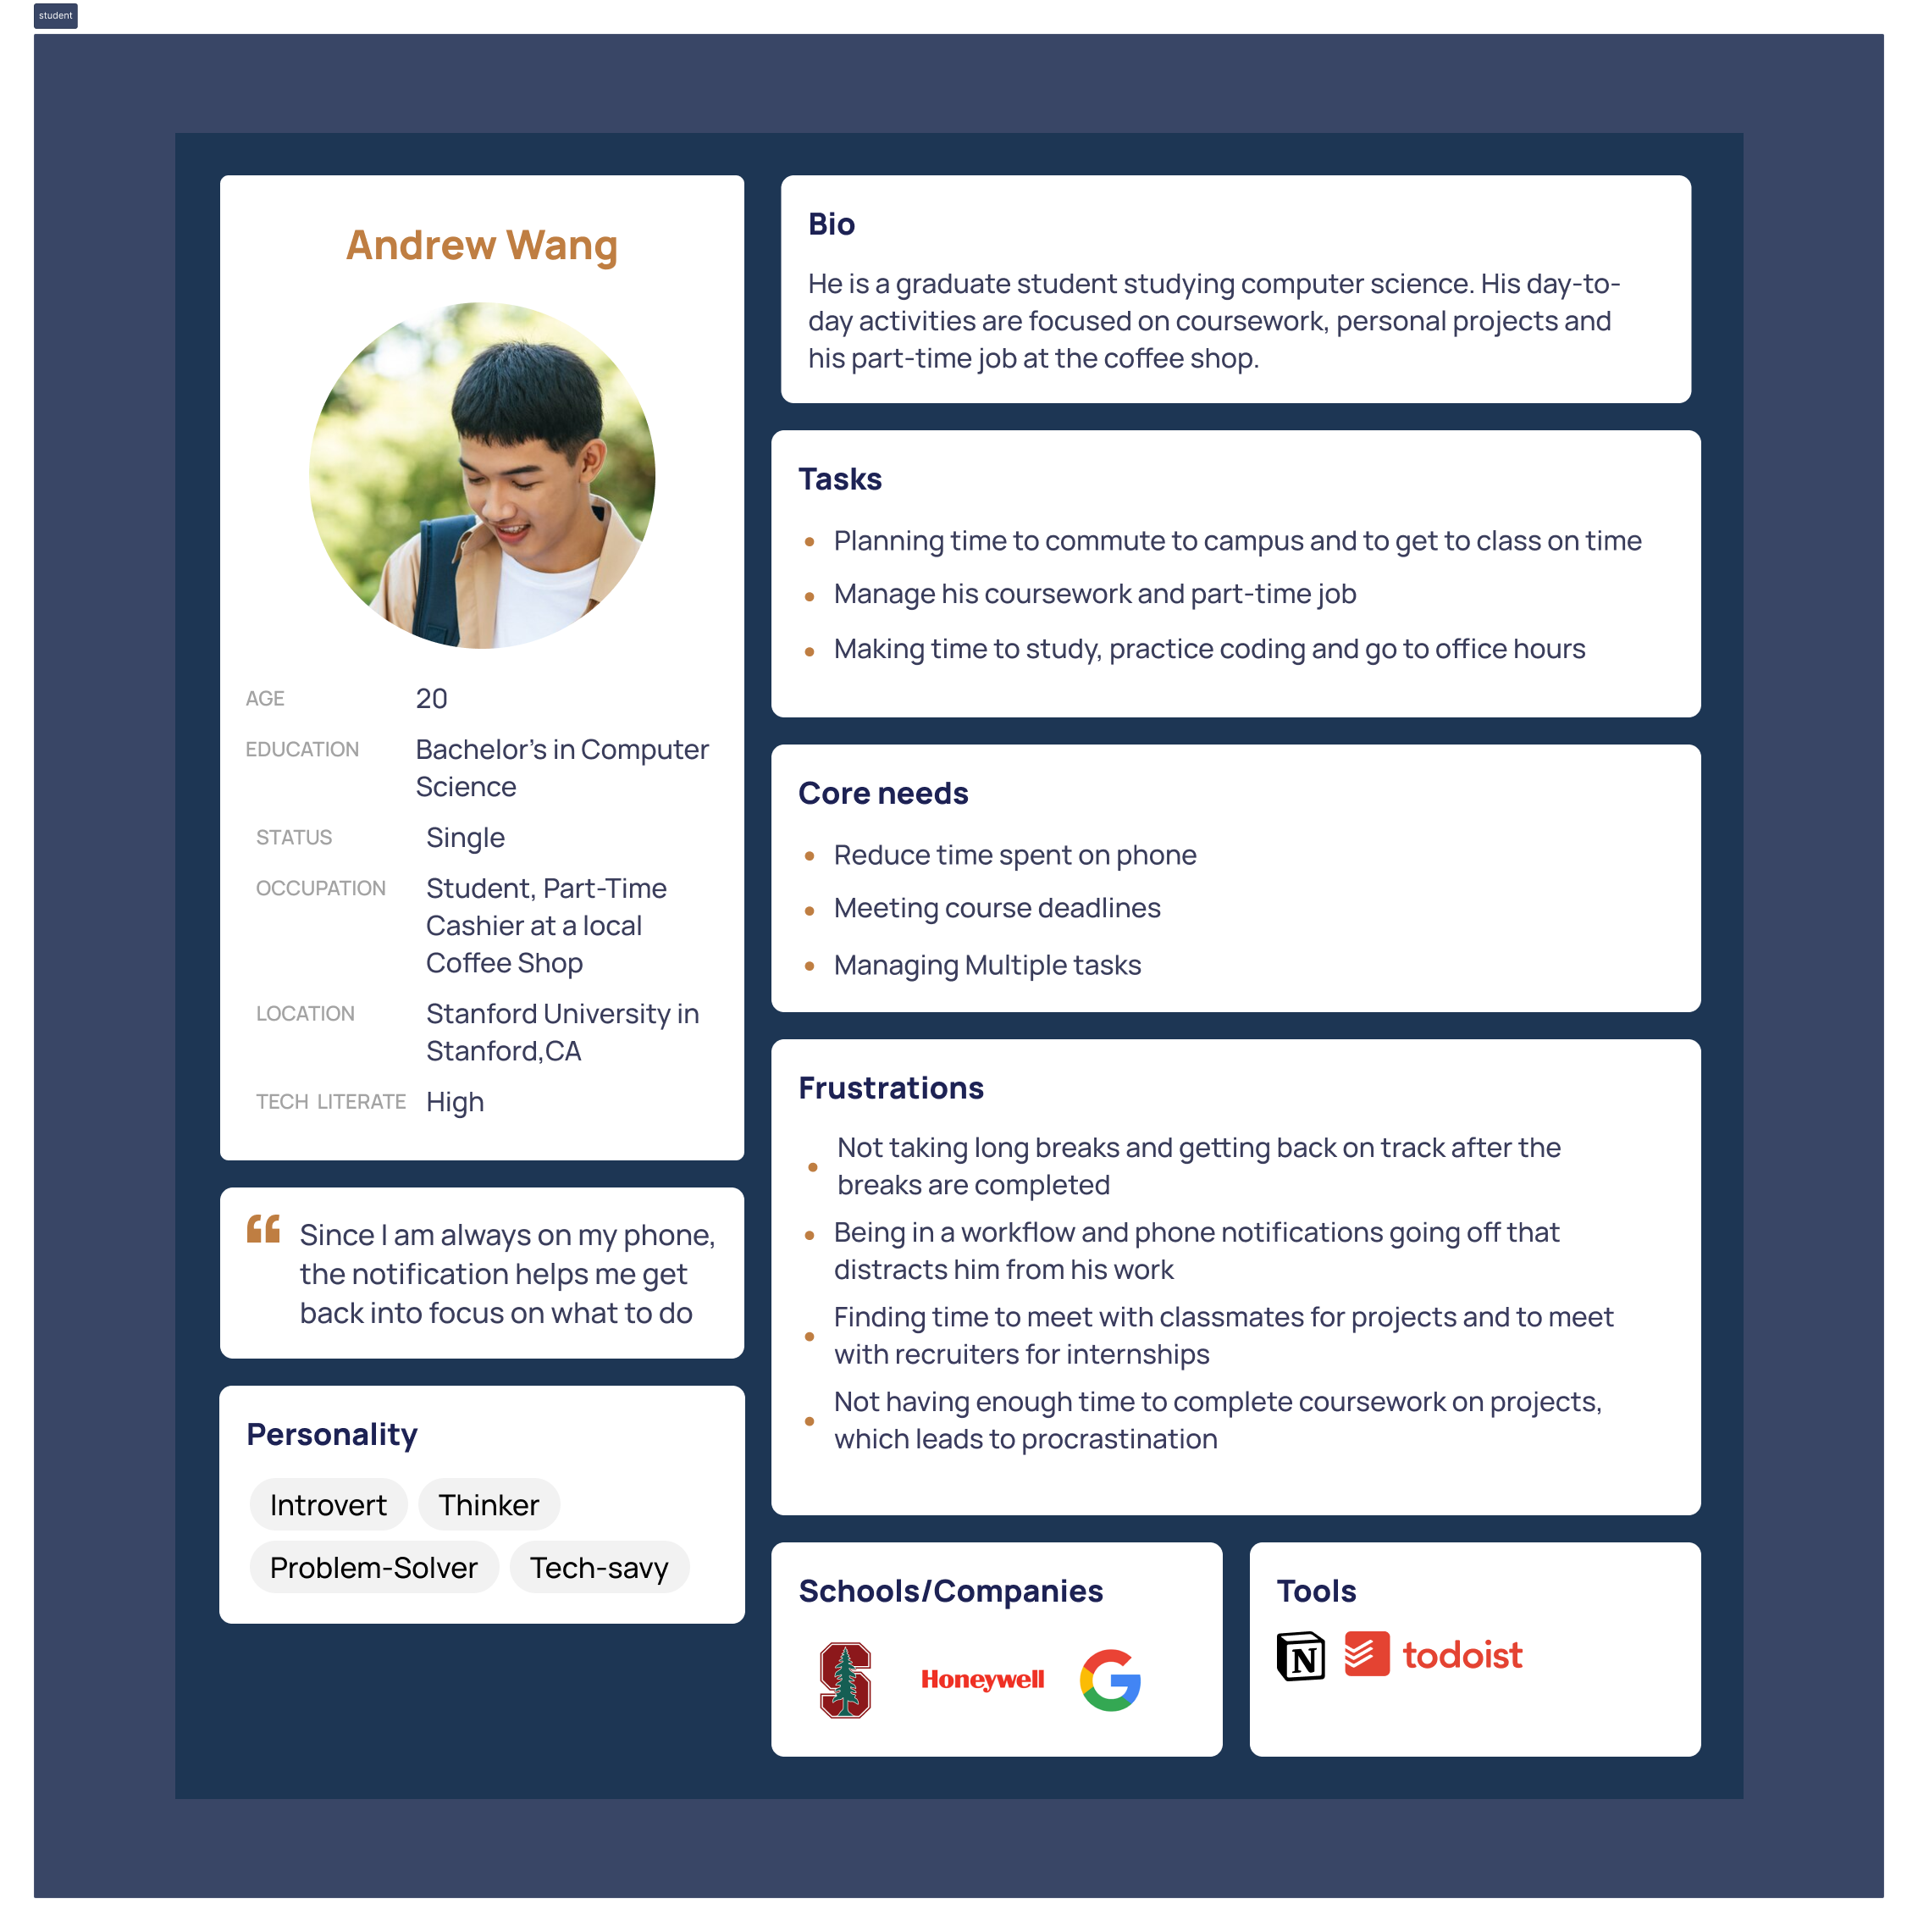 student
Andrew Wang
AGE 20
EDUCATION Bachelor’s in Computer
Science
STATUS Single
OCCUPATION Student, Part-Time
Cashier at a local
Coffee Shop
LOCATION Stanford University in
Stanford,CA
TECH LITERATE High
“ Since I am always on my phone,
the notification helps me get
back into focus on what to do
Personality
Introvert Thinker
Problem-Solver Tech-savy
Bio
He is a graduate student studying computer science. His day-to-
day activities are focused on coursework, personal projects and
his part-time job at the coffee shop.
Tasks
• Planning time to commute to campus and to get to class on time
• Manage his coursework and part-time job
• Making time to study, practice coding and go to office hours
Core needs
• Reduce time spent on phone
• Meeting course deadlines
• Managing Multiple tasks
Frustrations
• Not taking long breaks and getting back on track after the
breaks are completed
• Being in a workflow and phone notifications going off that
distracts him from his work
• Finding time to meet with classmates for projects and to meet
with recruiters for internships
• Not having enough time to complete coursework on projects,
which leads to procrastination
Schools/Companies
S Honeywell G
Tools
N todoist